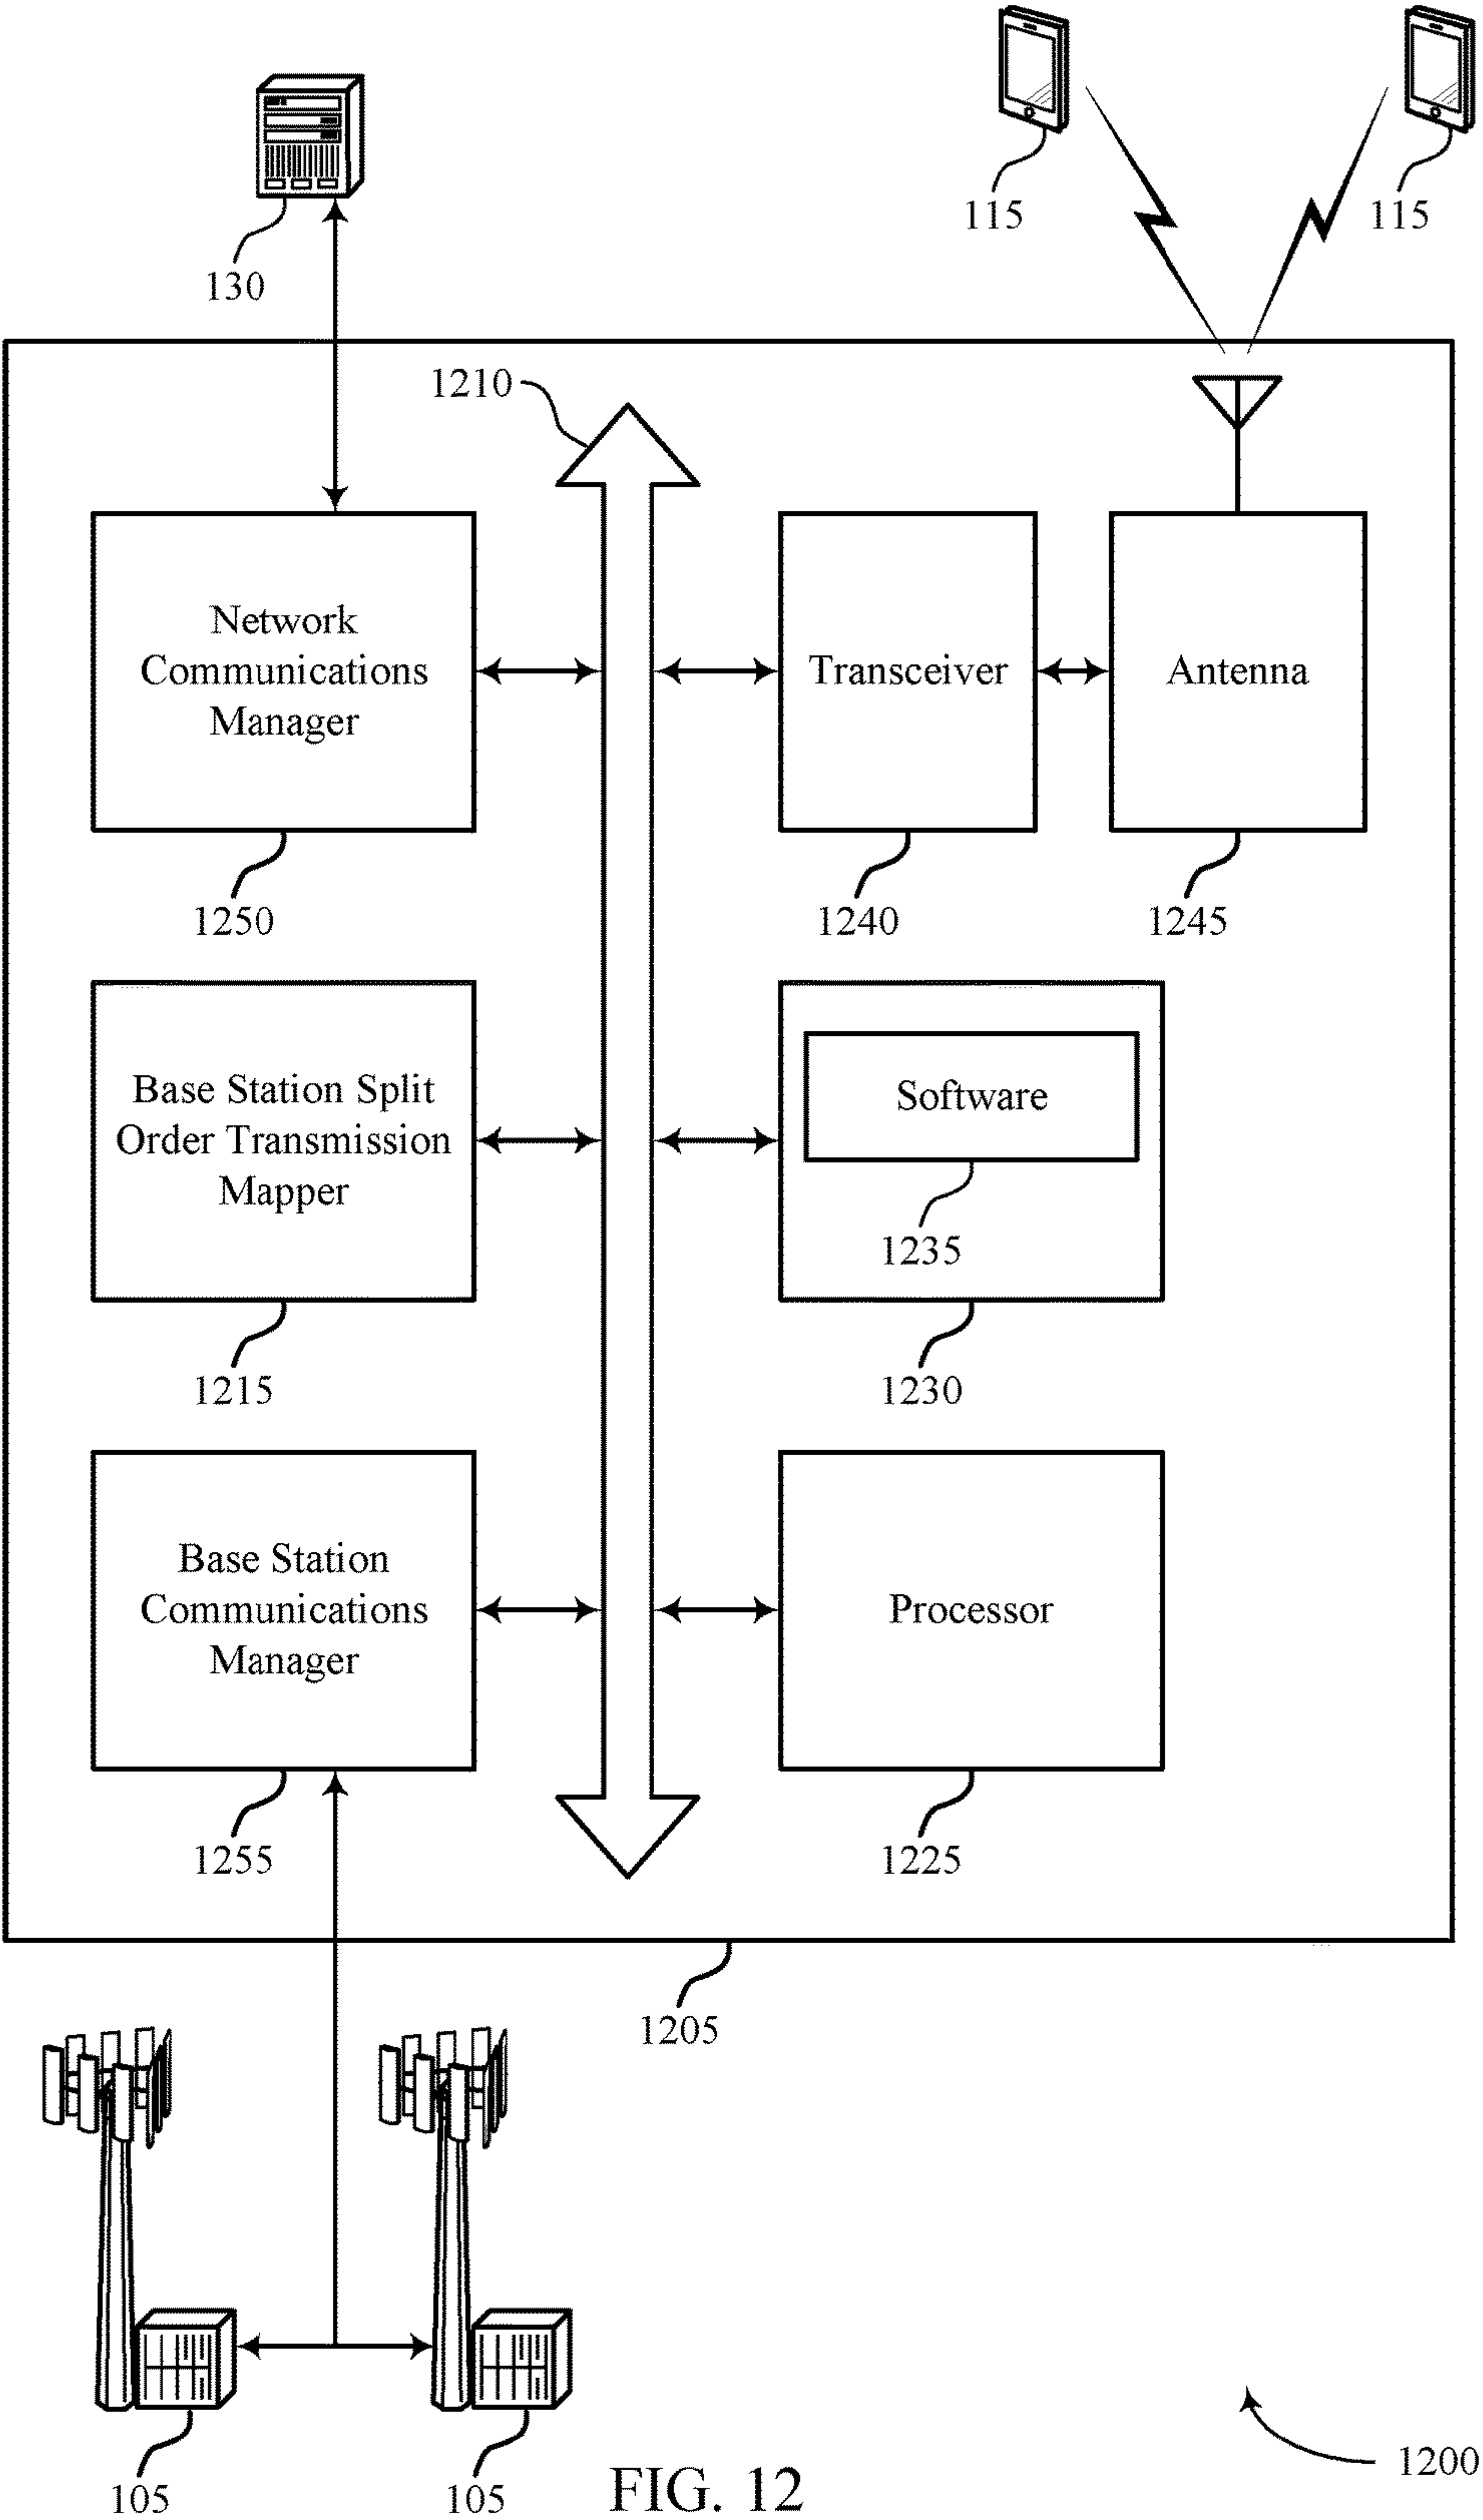 115
115
130
1210
Network
Communications
Manager
Transceiver
Antenna
1250
1240
1245
Base Station Split
Order Transmission
Mapper
Software
1235
1215
1230
Base Station
Communications
Manager
Processor
1255
1225
1205
105
105
FIG. 12
1200